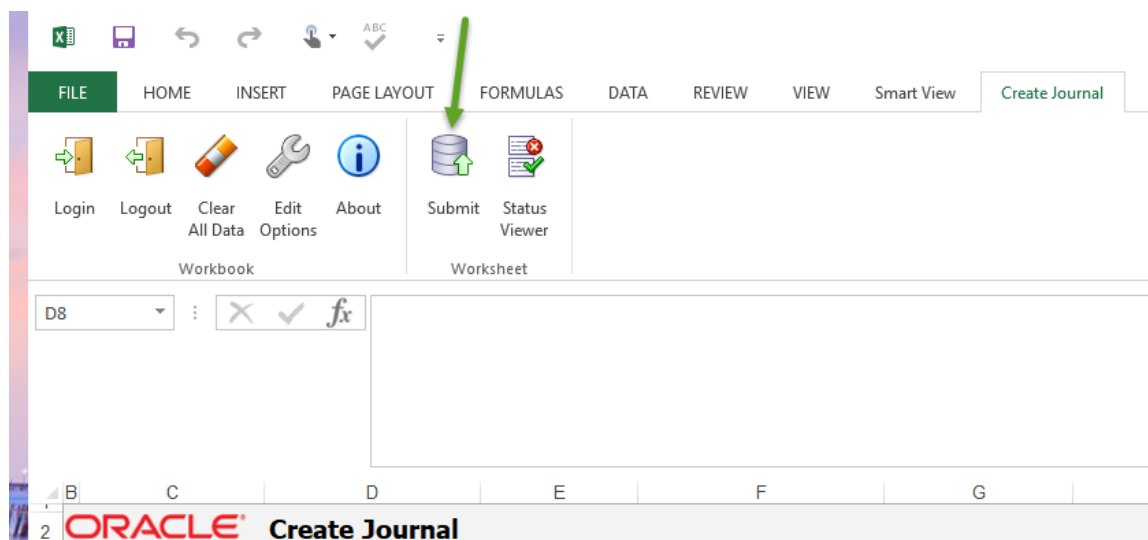 ABC
FILE HOME INSERT PAGE LAYOUT FORMULAS DATA REVIEW VIEW Smart View Create Journal
Login Logout Clear All Data Edit Options About Submit Status Viewer
Workbook Worksheet
D8 fx
B C D E F G
2 ORACLE Create Journal